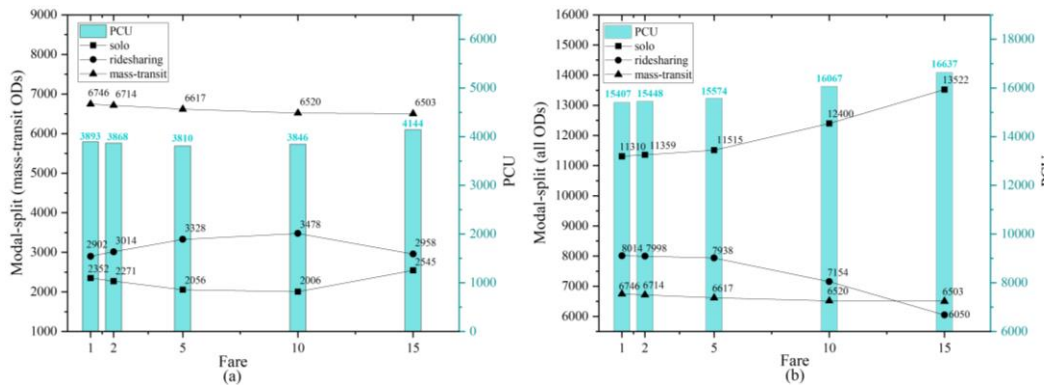 9000
8000
7000
6000
5000
4000
3000
2000
1000
Modal-split (mass-transit ODs)
PCU
solo
ridesharing
mass-transit
6746 6714 6617 6520 6503
3893 3868 3810 3846 4144
2902 3014 3328 3478 2958
2352 2271 2056 2006 2545
6000
5000
4000
3000
2000
1000
0
PCU
1 2 5 10 15
Fare
(a)
16000
15000
14000
13000
12000
11000
10000
9000
8000
7000
6000
Modal-split (all ODs)
PCU
solo
ridesharing
mass-transit
15407 15448 15574 16067 16637
11310 11359 11515 12400 13522
8014 7998 7938 7154 6050
6746 6714 6617 6520 6503
18000
16000
14000
12000
10000
8000
6000
PCU
1 2 5 10 15
Fare
(b)